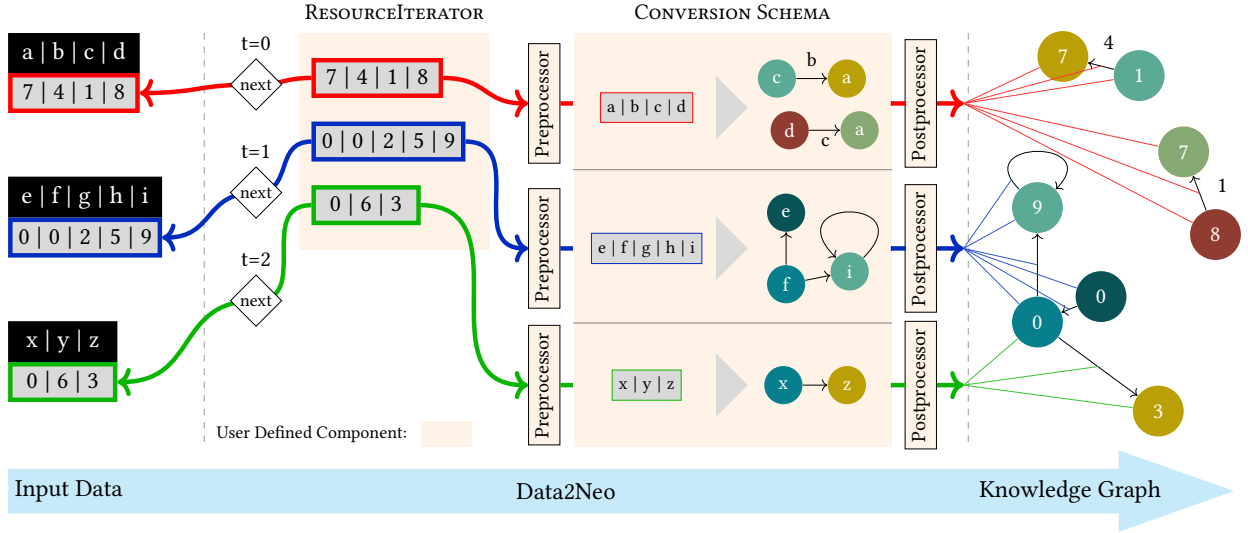 RESOURCEITERATOR
CONVERSION SCHEMA
a | b | c | d
7 | 4 | 1 | 8
t=0
next
7 | 4 | 1 | 8
Preprocessor
a | b | c | d
c
b
a
d
c
a
Postprocessor
7
4
1
7
1
8
e | f | g | h | i
0 | 0 | 2 | 5 | 9
t=1
next
0 | 0 | 2 | 5 | 9
Preprocessor
e | f | g | h | i
e
f
i
Postprocessor
9
0
0
x | y | z
0 | 6 | 3
t=2
next
0 | 6 | 3
Preprocessor
x | y | z
x
z
Postprocessor
3
User Defined Component:
Input Data
Data2Neo
Knowledge Graph